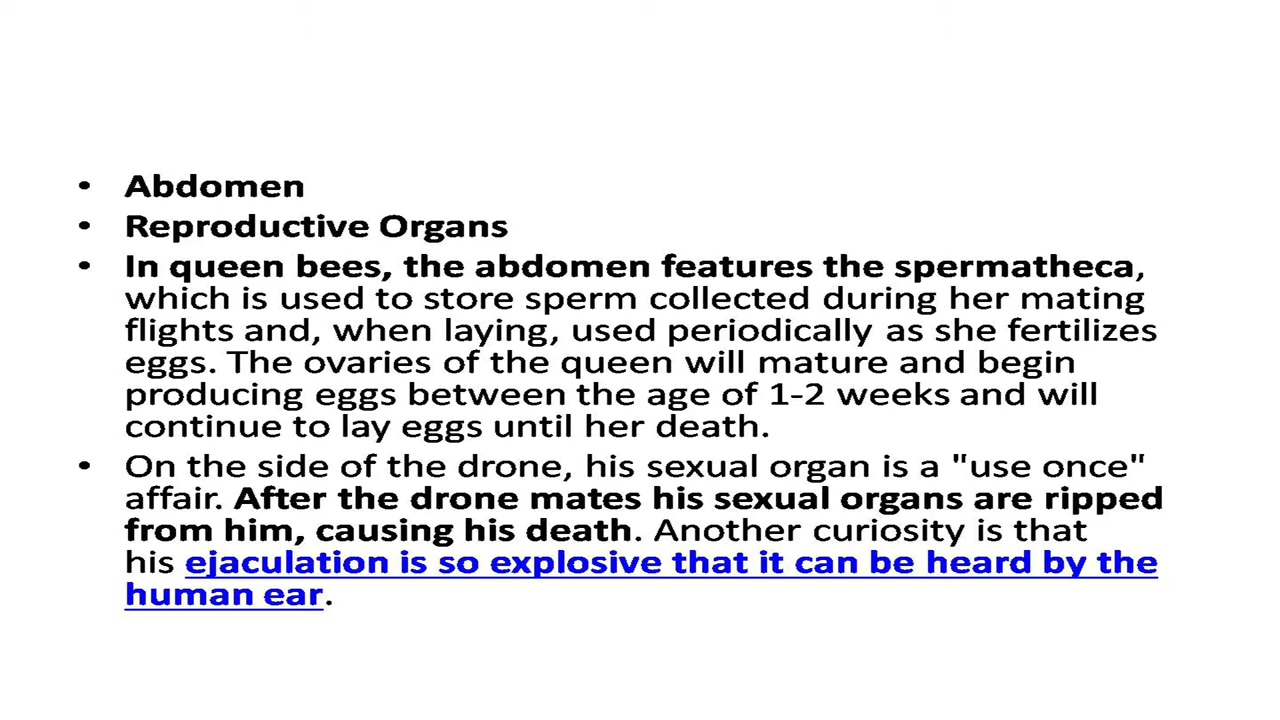 • Abdomen
• Reproductive Organs
• In queen bees, the abdomen features the spermatheca,
which is used to store sperm collected during her mating
flights and, when laying, used periodically as she fertilizes
eggs. The ovaries of the queen will mature and begin
producing eggs between the age of 1-2 weeks and will
continue to lay eggs until her death.
• On the side of the drone, his sexual organ is a "use once"
affair. After the drone mates his sexual organs are ripped
from him, causing his death. Another curiosity is that
his ejaculation is so explosive that it can be heard by the
human ear.